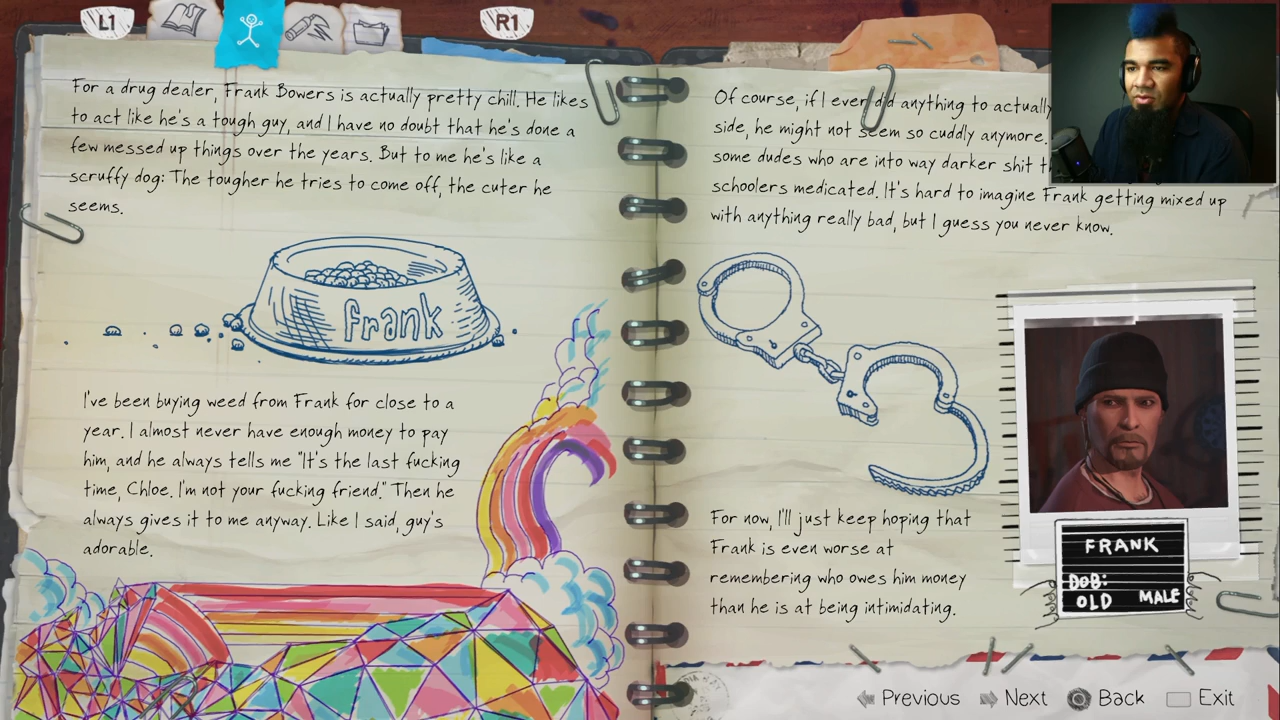 L1
R1
For a drug dealer, Frank Bowers is actually pretty chill. He likes
to act like he's a tough guy, and I have no doubt that he's done a
few messed up things over the years. But to me he's like a
scruffy dog: The tougher he tries to come off, the cuter he
seems.
frank
I've been buying weed from Frank for close to a
year. I almost never have enough money to pay
him, and he always tells me "It's the last fucking
time, Chloe. I'm not your fucking friend." Then he
always gives it to me anyway. Like I said, guy's
adorable.
Of course, if I ever did anything to actually
side, he might not seem so cuddly anymore.
some dudes who are into way darker shit
schoolers medicated. It's hard to imagine Frank getting mixed up
with anything really bad, but I guess you never know.
For now, I'll just keep hoping that
Frank is even worse at
remembering who owes him money
than he is at being intimidating.
FRANK
DOB:
OLD MALE
Previous Next Back Exit